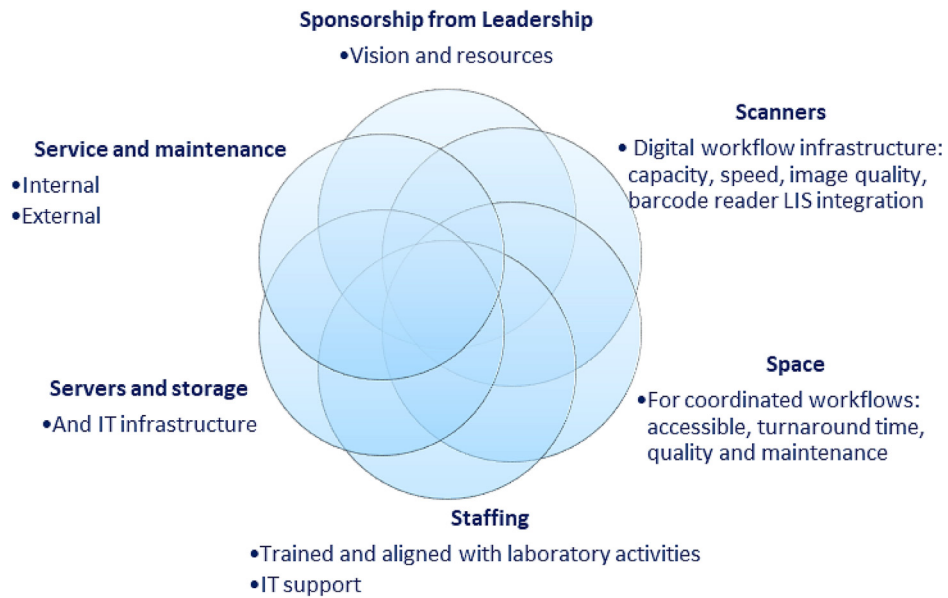 Sponsorship from Leadership
•Vision and resources
Scanners
• Digital workflow infrastructure:
capacity, speed, image quality,
barcode reader LIS integration
Space
•For coordinated workflows:
accessible, turnaround time,
quality and maintenance
Staffing
•Trained and aligned with laboratory activities
•IT support
Servers and storage
•And IT infrastructure
Service and maintenance
•Internal
•External